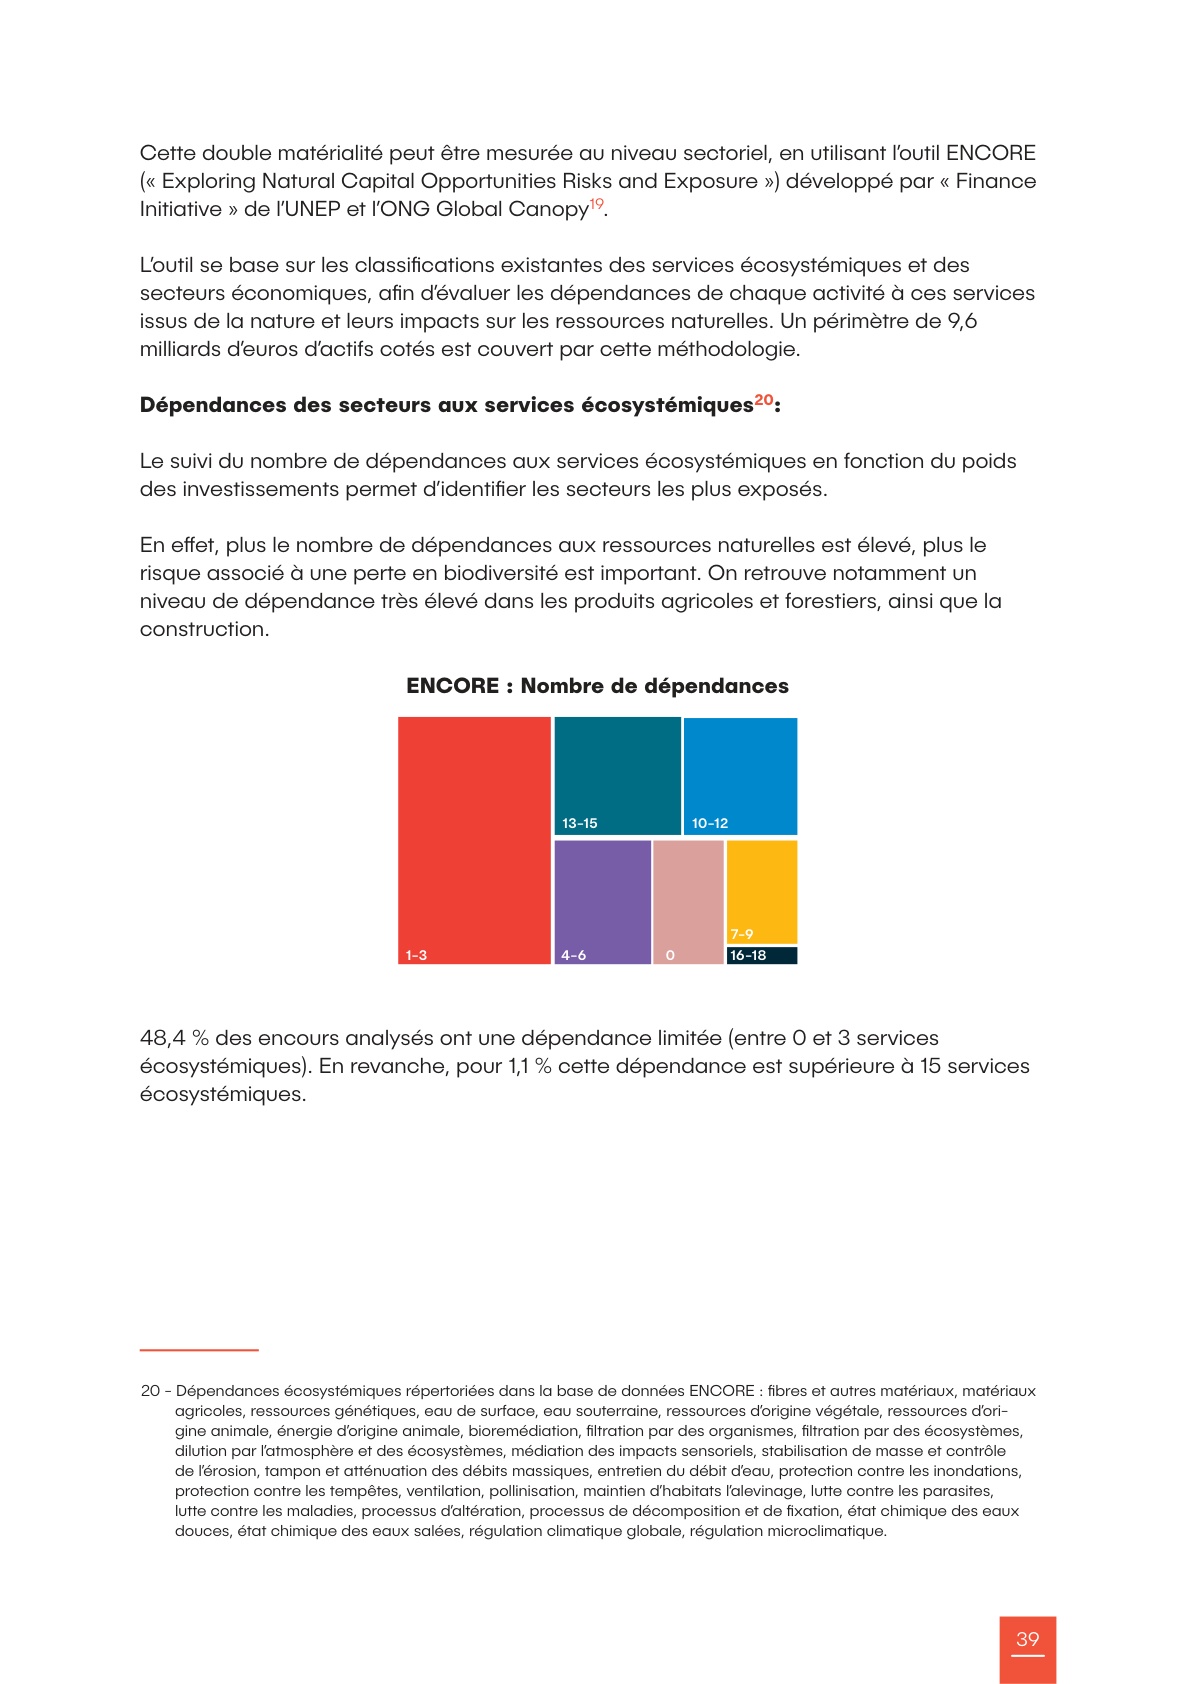 Cette double matérialité peut être mesurée au niveau sectoriel, en utilisant l’outil ENCORE
(« Exploring Natural Capital Opportunities Risks and Exposure ») développé par « Finance
Initiative » de l’UNEP et l’ONG Global Canopy19.
L’outil se base sur les classifications existantes des services écosystémiques et des
secteurs économiques, afin d’évaluer les dépendances de chaque activité à ces services
issus de la nature et leurs impacts sur les ressources naturelles. Un périmètre de 9,6
milliards d’euros d’actifs cotés est couvert par cette méthodologie.
Dépendances des secteurs aux services écosystémiques20:
Le suivi du nombre de dépendances aux services écosystémiques en fonction du poids
des investissements permet d’identifier les secteurs les plus exposés.
En effet, plus le nombre de dépendances aux ressources naturelles est élevé, plus le
risque associé à une perte en biodiversité est important. On retrouve notamment un
niveau de dépendance très élevé dans les produits agricoles et forestiers, ainsi que la
construction.
ENCORE : Nombre de dépendances
13-15
10-12
7-9
1-3
4-6
0
16-18
48,4 % des encours analysés ont une dépendance limitée (entre 0 et 3 services
écosystémiques). En revanche, pour 1,1 % cette dépendance est supérieure à 15 services
écosystémiques.
20 - Dépendances écosystémiques répertoriées dans la base de données ENCORE : fibres et autres matériaux, matériaux
agricoles, ressources génétiques, eau de surface, eau souterraine, ressources d’origine végétale, ressources d’ori-
gine animale, énergie d’origine animale, bioremédiation, filtration par des organismes, filtration par des écosystèmes,
dilution par l’atmosphère et des écosystèmes, médiation des impacts sensoriels, stabilisation de masse et contrôle
de l’érosion, tampon et atténuation des débits massiques, entretien du débit d’eau, protection contre les inondations,
protection contre les tempêtes, ventilation, pollinisation, maintien d’habitats l’alevinage, lutte contre les parasites,
lutte contre les maladies, processus d’altération, processus de décomposition et de fixation, état chimique des eaux
douces, état chimique des eaux salées, régulation climatique globale, régulation microclimatique.
39